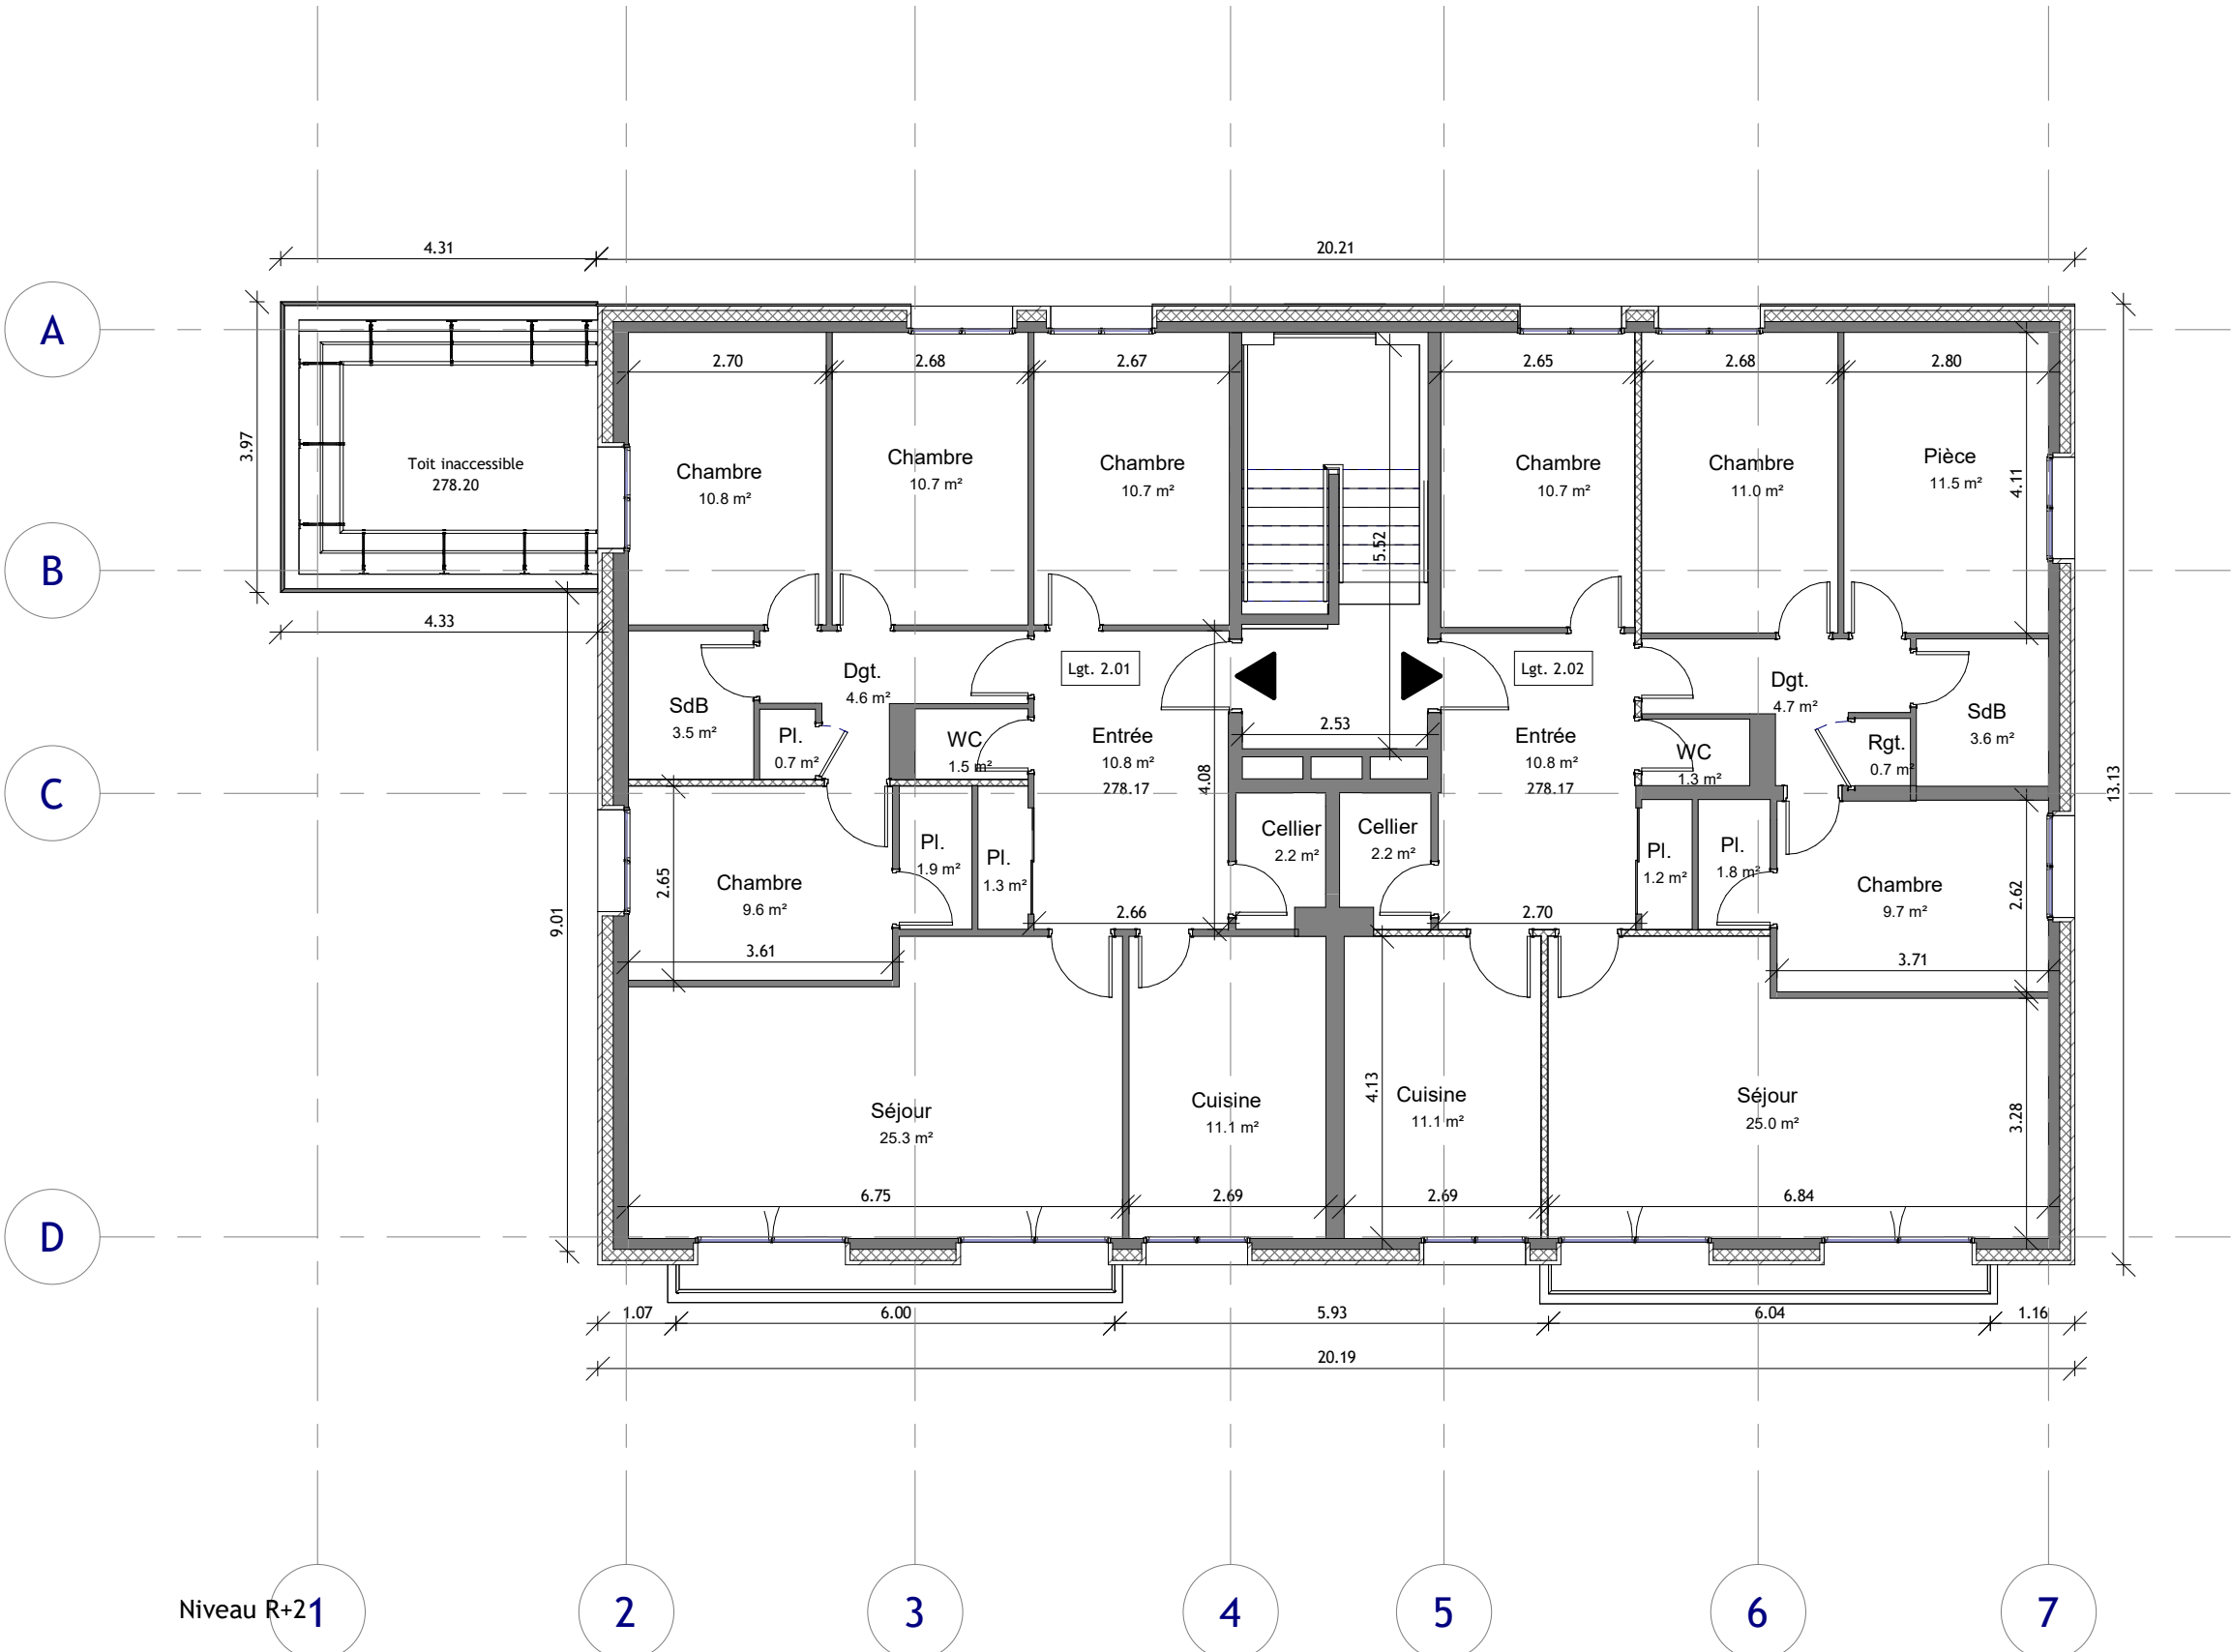 4.31
20.21
A
3.97
2.70
2.68
2.67
2.65
2.68
2.80
Toit inaccessible
278.20
Chambre
10.8 m²
Chambre
10.7 m²
Chambre
10.7 m²
5.52
Chambre
10.7 m²
Chambre
11.0 m²
Pièce
11.5 m²
4.11
B
4.33
Lgt. 2.01
Lgt. 2.02
Dgt.
4.6 m²
Dgt.
4.7 m²
SdB
3.5 m²
Pl.
0.7 m²
WC
1.5 m²
Entrée
10.8 m²
278.17
4.08
2.53
Entrée
10.8 m²
278.17
WC
1.3 m²
Rgt.
0.7 m²
SdB
3.6 m²
13.13
C
9.01
2.65
Chambre
9.6 m²
3.61
Pl.
1.9 m²
Pl.
1.3 m²
2.66
Cellier
2.2 m²
Cellier
2.2 m²
2.70
Pl.
1.2 m²
Pl.
1.8 m²
Chambre
9.7 m²
2.62
3.71
Séjour
25.3 m²
Cuisine
11.1 m²
4.13
Cuisine
11.1 m²
Séjour
25.0 m²
3.28
6.75
2.69
2.69
6.84
D
1.07
6.00
5.93
6.04
1.16
20.19
Niveau R+2
1
2
3
4
5
6
7